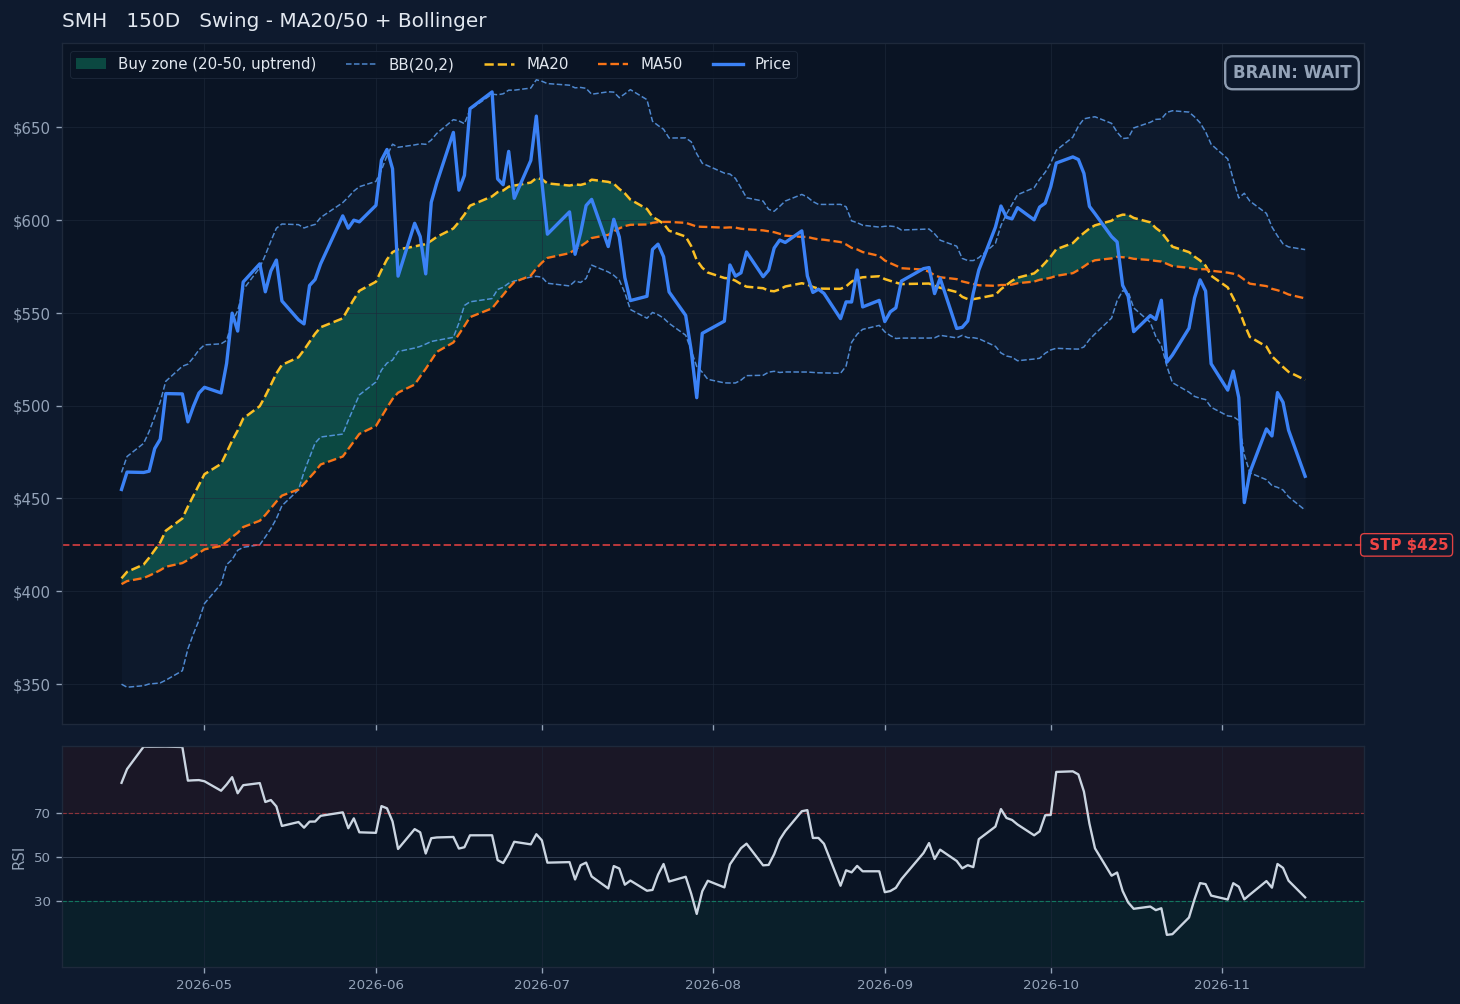 SMH   150D   Swing - MA20/50 + Bollinger
Buy zone (20-50, uptrend)   BB(20,2)   MA20   MA50   Price
BRAIN: WAIT
$650
$600
$550
$500
$450
STP $425
$400
$350
70
50
30
RSI
2026-05   2026-06   2026-07   2026-08   2026-09   2026-10   2026-11